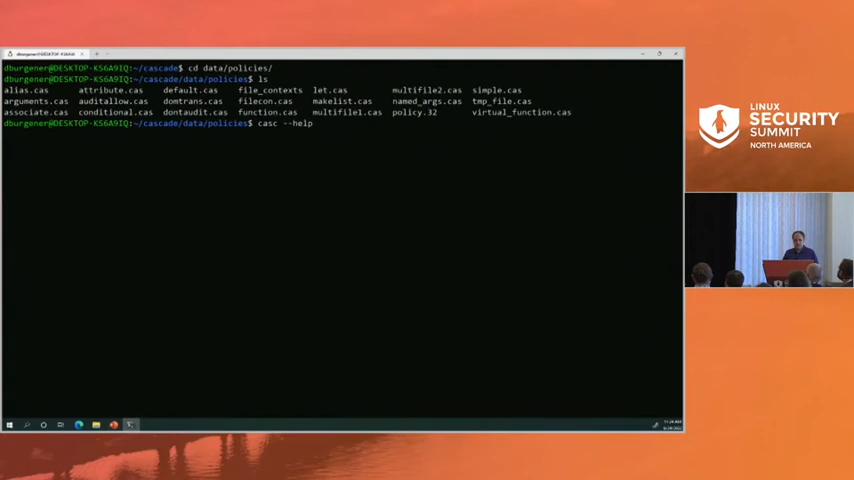 dburgener@DESKTOP-KS6A9IQ:~/cascade$ cd data/policies/
dburgener@DESKTOP-KS6A9IQ:~/cascade/data/policies$ ls
alias.cas attribute.cas default.cas file_contexts let.cas multifile2.cas simple.cas
arguments.cas auditallow.cas domtrans.cas filecon.cas makelist.cas named_args.cas tmp_file.cas
associate.cas conditional.cas dontaudit.cas function.cas multifile1.cas policy.32 virtual_function.cas
dburgener@DESKTOP-KS6A9IQ:~/cascade/data/policies$ casc --help
LINUX
SECURITY
SUMMIT
NORTH AMERICA